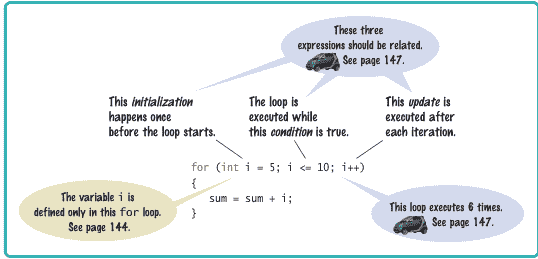 These three
expressions should be related.
See page 147.
This initialization
happens once
before the loop starts.
The loop is
executed while
this condition is true.
This update is
executed after
each iteration.
for (int i = 5; i <= 10; i++)
{
sum = sum + i;
}
The variable i is
defined only in this for loop.
See page 144.
This loop executes 6 times.
See page 147.